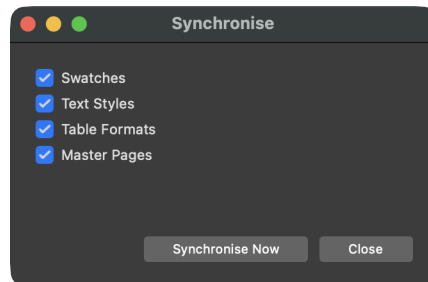 Synchronise
Swatches
Text Styles
Table Formats
Master Pages
Synchronise Now
Close